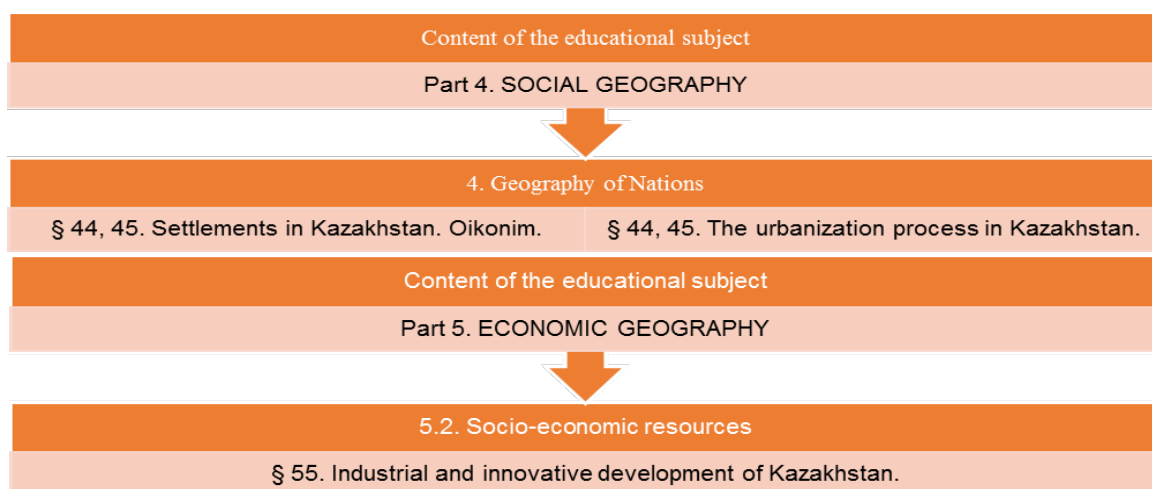 Content of the educational subject
Part 4. SOCIAL GEOGRAPHY
4. Geography of Nations
§ 44, 45. Settlements in Kazakhstan. Oikonim.
§ 44, 45. The urbanization process in Kazakhstan.
Content of the educational subject
Part 5. ECONOMIC GEOGRAPHY
5.2. Socio-economic resources
§ 55. Industrial and innovative development of Kazakhstan.